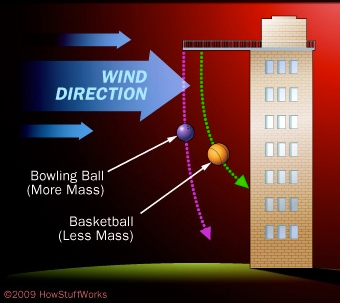 WIND
DIRECTION
Bowling Ball
(More Mass)
Basketball
(Less Mass)
©2009 HowStuffWorks